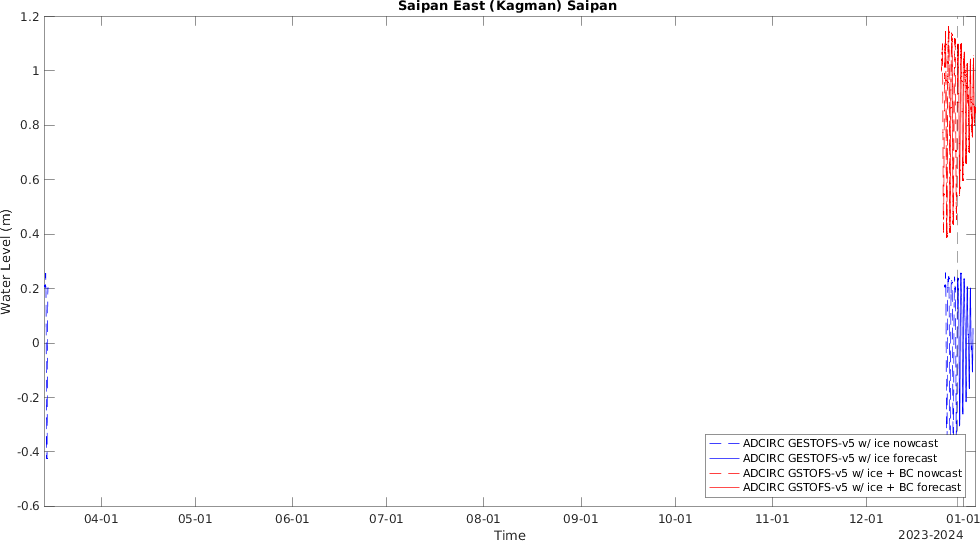 Saipan East (Kagman) Saipan
1.2
1
0.8
0.6
0.4
0.2
0
-0.2
-0.4
-0.6
Water Level (m)
ADCIRC GESTOFS-v5 w/ ice nowcast
ADCIRC GESTOFS-v5 w/ ice forecast
ADCIRC GSTOFS-v5 w/ ice + BC nowcast
ADCIRC GSTOFS-v5 w/ ice + BC forecast
04-01 05-01 06-01 07-01 08-01 09-01 10-01 11-01 12-01 01-01
Time
2023-2024